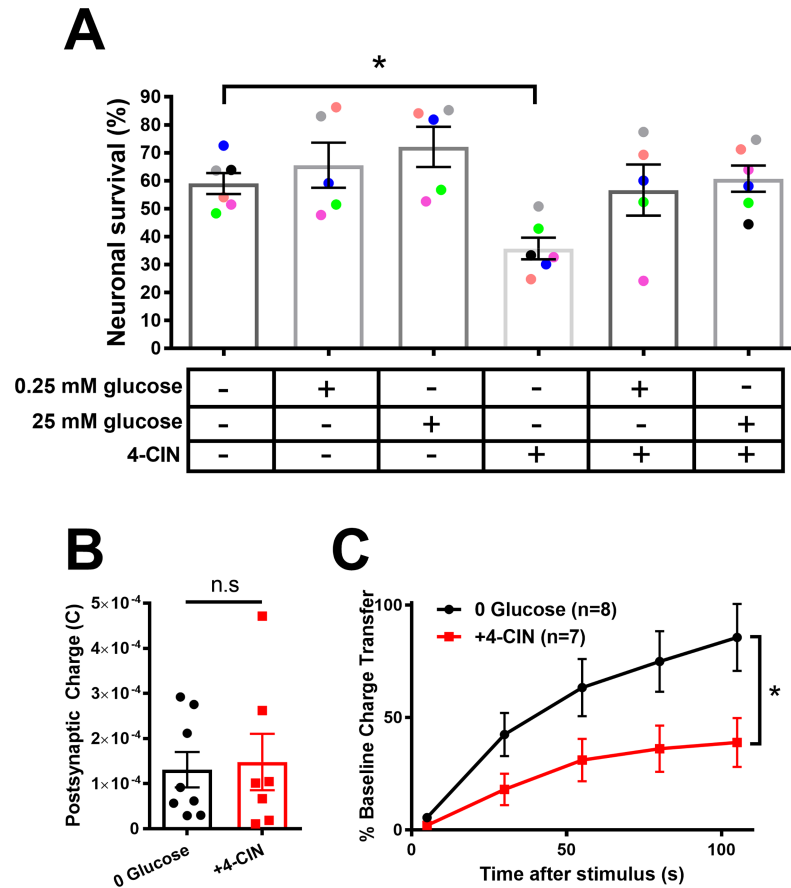 A
*
Neuronal survival (%)
90
80
70
60
50
40
30
20
10
0
0.25 mM glucose - + - - + -
25 mM glucose - - + - - +
4-CIN - - - + + +
B
n.s
Postsynaptic Charge (C)
5×10⁻⁴
4×10⁻⁴
3×10⁻⁴
2×10⁻⁴
1×10⁻⁴
0
0 Glucose
+4-CIN
C
% Baseline Charge Transfer
100
50
0
0 Glucose (n=8)
+4-CIN (n=7)
*
0 50 100
Time after stimulus (s)